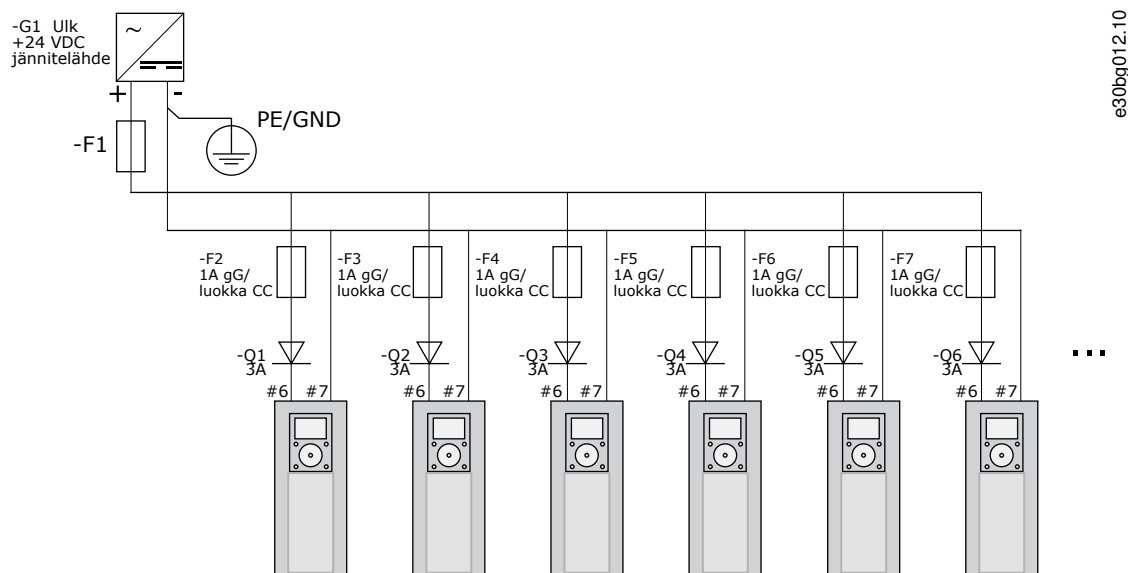 -G1 Ulk
+24 VDC
jännitelähde
+ -
e30bg012.10
PE/GND
-F1
-F2
1A gG/
luokka CC
-F3
1A gG/
luokka CC
-F4
1A gG/
luokka CC
-F5
1A gG/
luokka CC
-F6
1A gG/
luokka CC
-F7
1A gG/
luokka CC
-Q1
3A
-Q2
3A
-Q3
3A
-Q4
3A
-Q5
3A
-Q6
3A
...
#6 #7
#6 #7
#6 #7
#6 #7
#6 #7
#6 #7